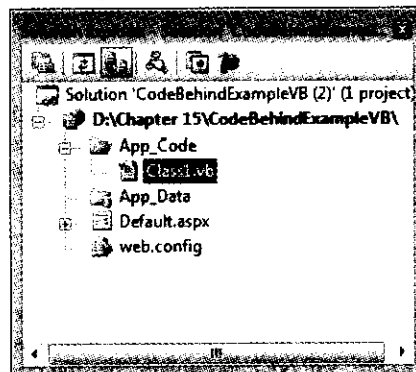 Solution 'CodeBehindExampleVB (2)' (1 project)
D:\Chapter 15\CodeBehindExampleVB\
App_Code
Class1.vb
App_Data
Default.aspx
web.config